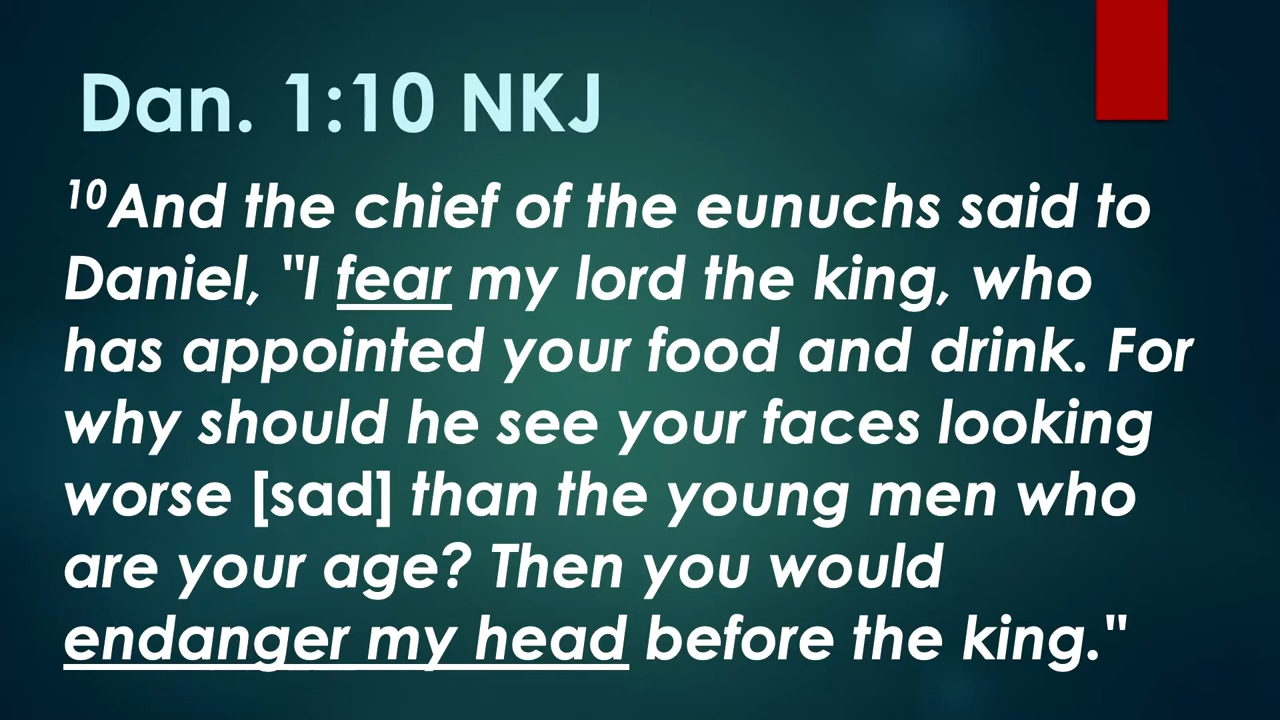 Dan. 1:10 NKJ
10And the chief of the eunuchs said to
Daniel, "I fear my lord the king, who
has appointed your food and drink. For
why should he see your faces looking
worse [sad] than the young men who
are your age? Then you would
endanger my head before the king."